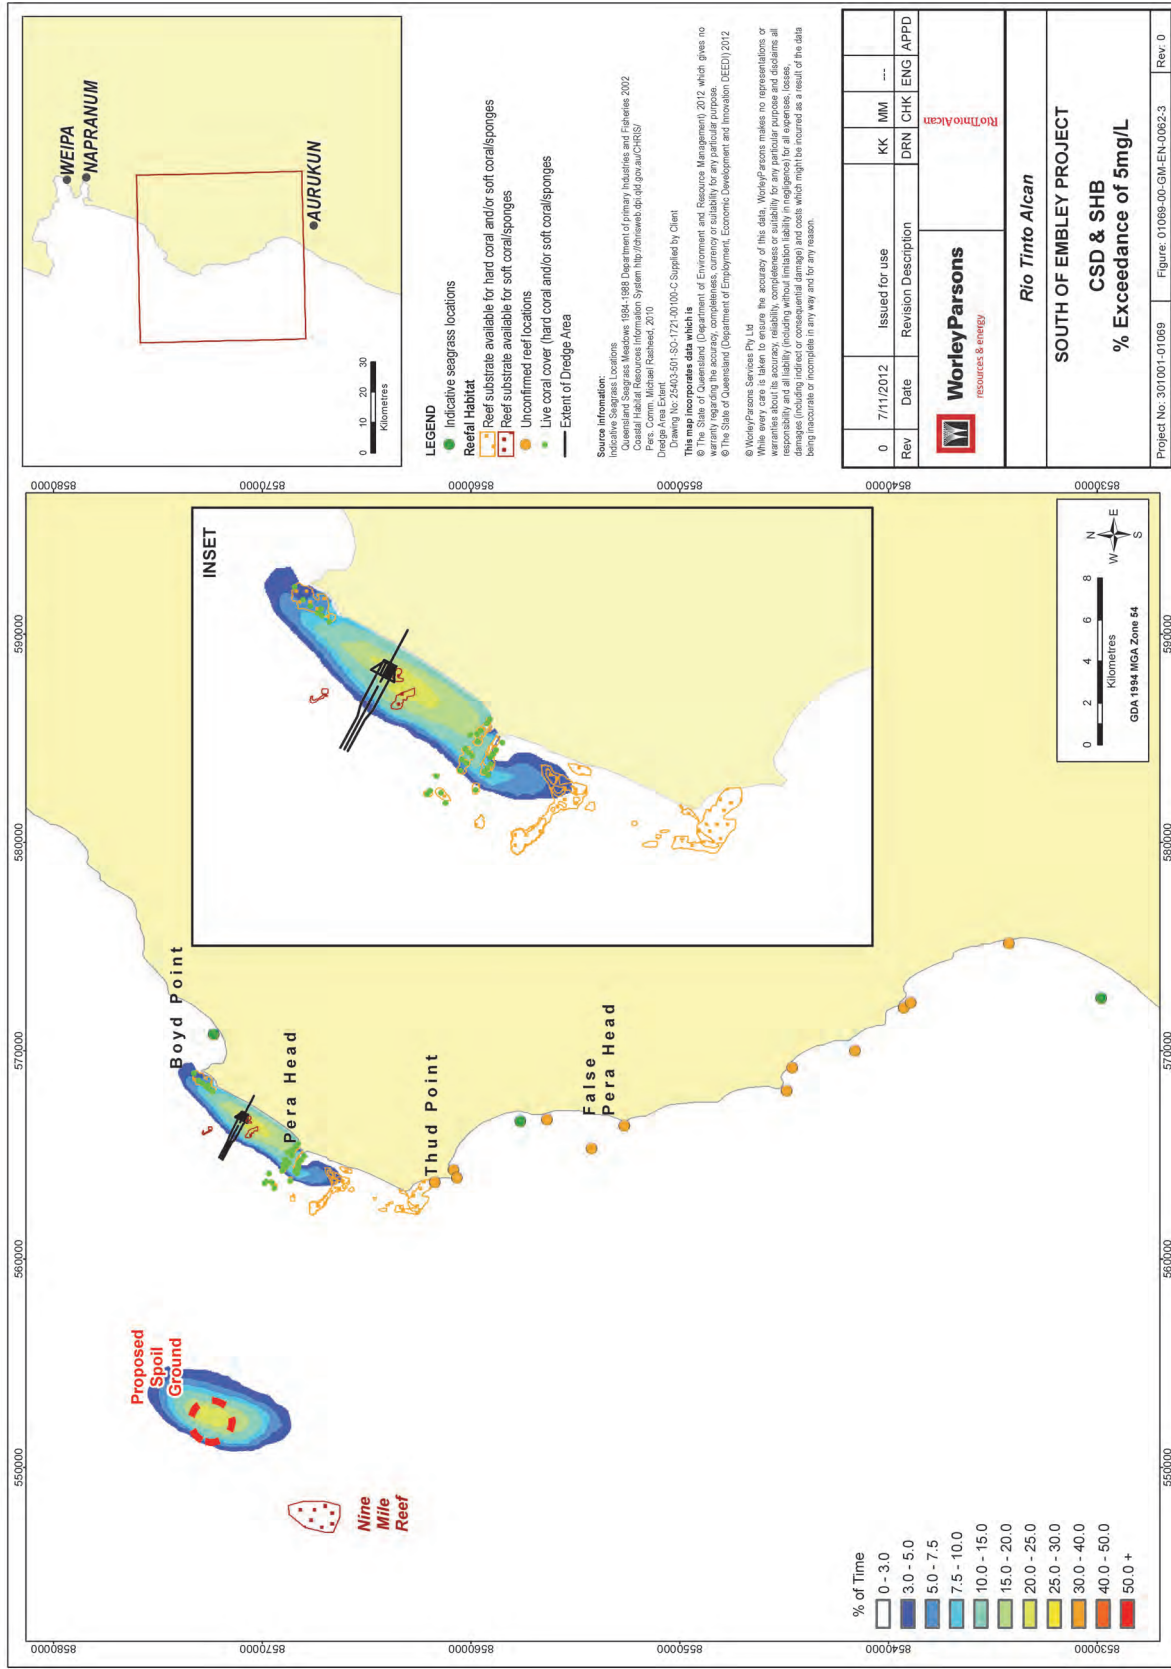 WEIPA
NAPRANUM
AURUKUN
0 10 20 30
Kilometres
LEGEND
Indicative seagrass locations
Reefal Habitat
Reef substrate available for hard coral and/or soft coral/sponges
Reef substrate available for soft coral/sponges
Unconfirmed reef locations
Live coral cover (hard coral and/or soft coral/sponges
Extent of Dredge Area
Source infromation:
Indicative Seagrass Locations
Queensland Seagrass Meadows 1984-1988 Department of primary Industries and Fisheries 2002
Coastal Habitat Resources Information System http://chrisweb.dpi.qld.gov.au/CHRIS/
Pers. Comm. Michael Rasheed, 2010
Dredge Area Extent
Drawing No: 25403-501-SO-1721-00100-C Supplied by Client
This map incorporates data which is
© The State of Queensland (Department of Environment and Resource Management) 2012 which gives no
warranty regarding the accuracy, completeness, currency or suitability for any particular purpose.
© The State of Queensland (Department of Employment, Economic Development and Innovation DEEDI) 2012
© WorleyParsons Services Pty Ltd
While every care is taken to ensure the accuracy of this data, WorleyParsons makes no representations or
warranties about its accuracy, reliability, completeness or suitability for any particular purpose and disclaims all
responsibility and all liability (including without limitation liability in negligence) for all expenses, losses,
damages (including indirect or consequential damage) and costs which might be incurred as a result of the data
being inaccurate or incomplete in any way and for any reason.
0 7/11/2012 Issued for use KK MM ---
Rev Date Revision Description DRN CHK ENG APPD
WorleyParsons
resources & energy
RioTintoAlcan
Rio Tinto Alcan
SOUTH OF EMBLEY PROJECT
CSD & SHB
% Exceedance of 5mg/L
Project No: 301001-01069 Figure: 01069-00-GM-EN-0062-3 Rev: 0
550000 560000 570000 580000 590000
8580000 8570000 8560000 8550000 8540000 8530000
8580000 8570000 8560000 8550000 8540000 8530000
550000 560000 570000 580000 590000
INSET
Boyd Point
Pera Head
Thud Point
False
Pera Head
Proposed
Spoil
Ground
Nine
Mile
Reef
N
W E
S
0 2 4 6 8
Kilometres
GDA 1994 MGA Zone 54
% of Time
0 - 3.0
3.0 - 5.0
5.0 - 7.5
7.5 - 10.0
10.0 - 15.0
15.0 - 20.0
20.0 - 25.0
25.0 - 30.0
30.0 - 40.0
40.0 - 50.0
50.0 +